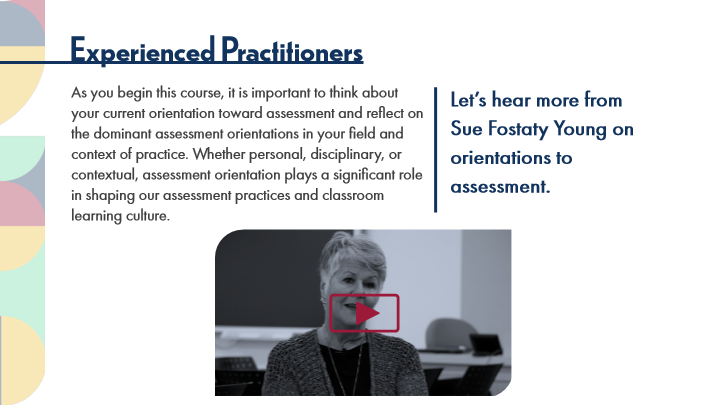 Experienced Practitioners
As you begin this course, it is important to think about
your current orientation toward assessment and reflect on
the dominant assessment orientations in your field and
context of practice. Whether personal, disciplinary, or
contextual, assessment orientation plays a significant role
in shaping our assessment practices and classroom
learning culture.
Let's hear more from
Sue Fostaty Young on
orientations to
assessment.